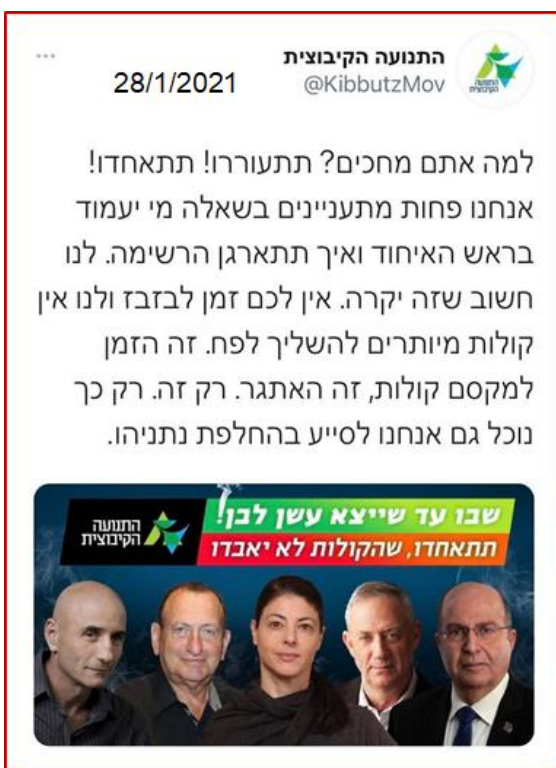 התנועה הקיבוצית
@KibbutzMov
28/1/2021
התנועה
הקיבוצית
למה אתם מחכים? תתעוררו! תתאחדו!
אנחנו פחות מתעניינים בשאלה מי יעמוד
בראש האיחוד ואיך תתארגן הרשימה. לנו
חשוב שזה יקרה. אין לכם זמן לבזבז ולנו אין
קולות מיותרים להשליך לפח. זה הזמן
למקסם קולות, זה האתגר. רק זה. רק כך
נוכל גם אנחנו לסייע בהחלפת נתניהו.
שבו עד שייצא עשן לבן!
תתאחדו, שהקולות לא יאבדו
התנועה
הקיבוצית